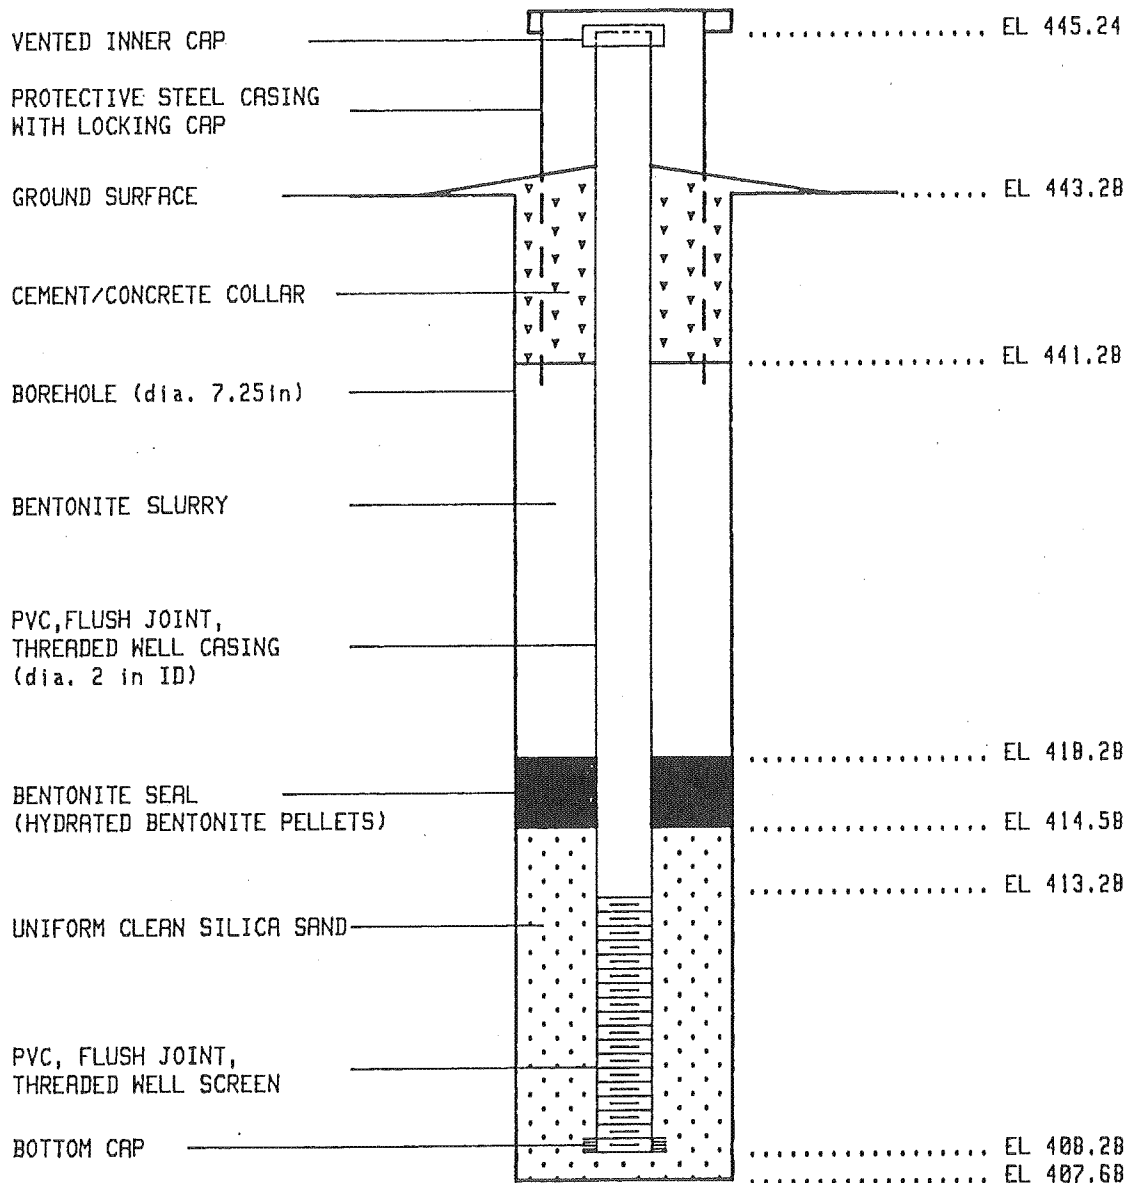 VENTED INNER CAP
EL 445.24
PROTECTIVE STEEL CASING
WITH LOCKING CAP
GROUND SURFACE
EL 443.28
CEMENT/CONCRETE COLLAR
EL 441.28
BOREHOLE (dia. 7.25in)
BENTONITE SLURRY
PVC,FLUSH JOINT,
THREADED WELL CASING
(dia. 2 in ID)
EL 418.28
BENTONITE SEAL
(HYDRATED BENTONITE PELLETS)
EL 414.58
EL 413.28
UNIFORM CLEAN SILICA SAND
PVC, FLUSH JOINT,
THREADED WELL SCREEN
BOTTOM CAP
EL 408.28
EL 407.68